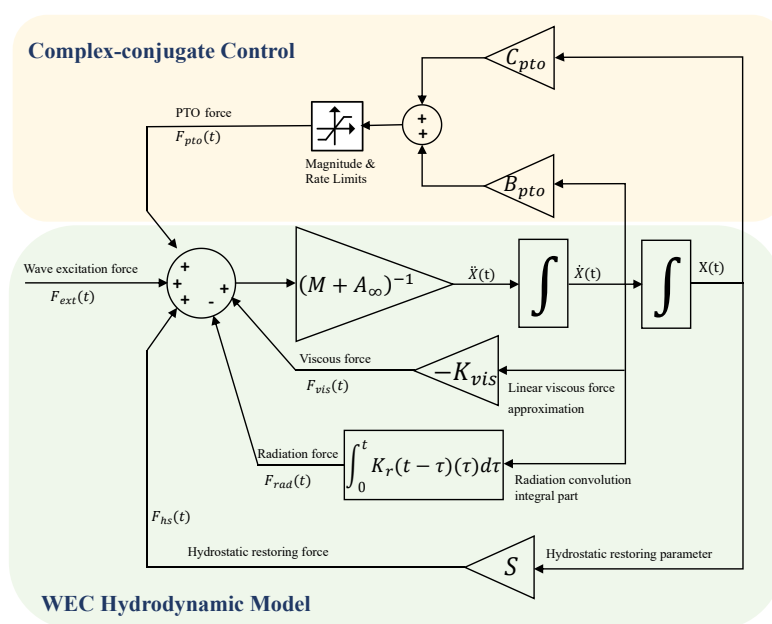 Complex-conjugate Control
C_pto
PTO force
F_pto(t)
+
+
Magnitude &
Rate Limits
B_pto
Wave excitation force
F_ext(t)
+
+
+
-
+
(M + A_∞)^{-1}
Ẍ(t)
∫
Ẋ(t)
∫
X(t)
Viscous force
F_vis(t)
-K_vis
Linear viscous force
approximation
Radiation force
F_rad(t)
∫_0^t K_r(t − τ)(τ)dτ
Radiation convolution
integral part
F_hs(t)
Hydrostatic restoring force
S
Hydrostatic restoring parameter
WEC Hydrodynamic Model